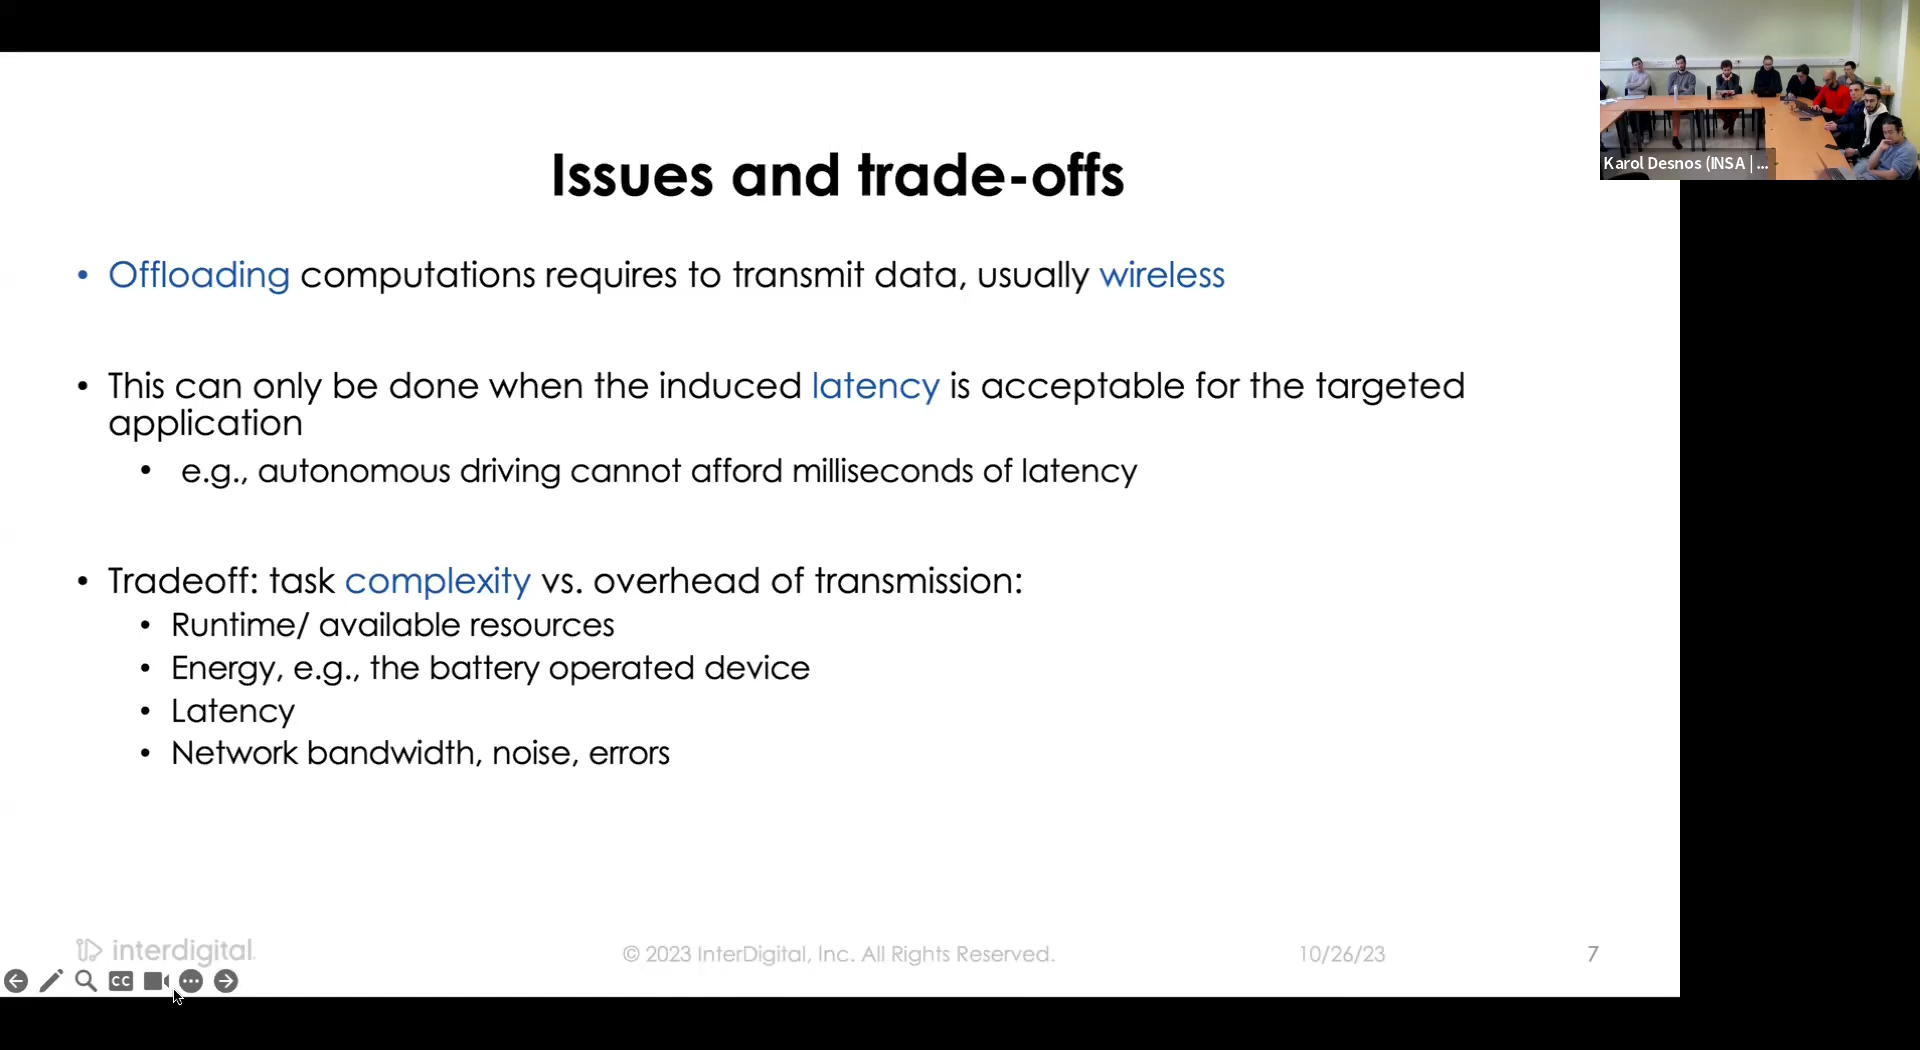 Karol Desnos (INSA | ...
Issues and trade-offs
• Offloading computations requires to transmit data, usually wireless
• This can only be done when the induced latency is acceptable for the targeted
application
• e.g., autonomous driving cannot afford milliseconds of latency
• Tradeoff: task complexity vs. overhead of transmission:
• Runtime/ available resources
• Energy, e.g., the battery operated device
• Latency
• Network bandwidth, noise, errors
interdigital.
© 2023 InterDigital, Inc. All Rights Reserved.
10/26/23
7
CC